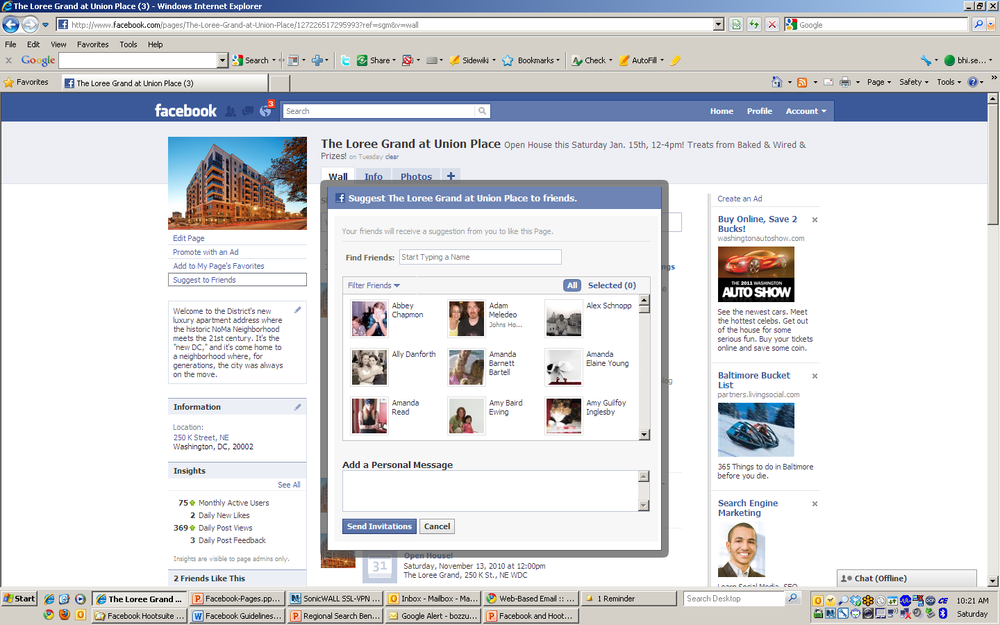 The Loree Grand at Union Place (3) - Windows Internet Explorer
http://www.facebook.com/pages/The-Loree-Grand-at-Union-Place/127226517295993?ref=sgm&v=wall
Google
File Edit View Favorites Tools Help
x Google Search Share Sidewiki Bookmarks Check AutoFill bhi.se...
Favorites The Loree Grand at Union Place (3) Page Safety Tools
facebook 3 Search Home Profile Account
The Loree Grand at Union Place Open House this Saturday Jan. 15th, 12-4pm! Treats from Baked & Wired &
Prizes! on Tuesday clear
Wall Info Photos +
Edit Page
Promote with an Ad
Add to My Page's Favorites
Suggest to Friends
Welcome to the District's new
luxury apartment address where
the historic NoMa Neighborhood
meets the 21st century. It's the
"new DC," and it's come home to
a neighborhood where, for
generations, the city was always
on the move.
Information
Location:
250 K Street, NE
Washington, DC, 20002
Insights
See All
75 Monthly Active Users
2 Daily New Likes
369 Daily Post Views
3 Daily Post Feedback
Insights are visible to page admins only.
2 Friends Like This
Suggest The Loree Grand at Union Place to friends.
Your friends will receive a suggestion from you to like this Page.
Find Friends: Start Typing a Name
Filter Friends All Selected (0)
Abbey
Chapmon
Adam
Meledeo
Johns Ho...
Alex Schnopp
Ally Danforth
Amanda
Barnett
Bartell
Amanda
Elaine Young
Amanda
Read
Amy Baird
Ewing
Amy Guilfoy
Inglesby
Add a Personal Message
Send Invitations Cancel
31
Open House!
Saturday, November 13, 2010 at 12:00pm
The Loree Grand, 250 K St., NE WDC
ngs
blog
Create an Ad
Buy Online, Save 2
Bucks!
washingtonautoshow.com
THE 2011 WASHINGTON
AUTO SHOW
See the newest cars. Meet
the hottest celebs. Get out
of the house for some
serious fun. Buy your tickets
online and save some coin.
Baltimore Bucket
List
partners.livingsocial.com
365 Things to do in Baltimore
before you die.
Search Engine
Marketing
Learn Social Media, SEO
Chat (Offline)
Start The Loree Grand ... Facebook-Pages.pp... SonicWALL SSL-VPN ... Inbox - Mailbox - Ma... Web-Based Email :: ... 1 Reminder Search Desktop 10:21 AM
Facebook Hootsuite ... Facebook Guidelines... Regional Search Ben... Google Alert - bozzu... Facebook and Hoot... Saturday